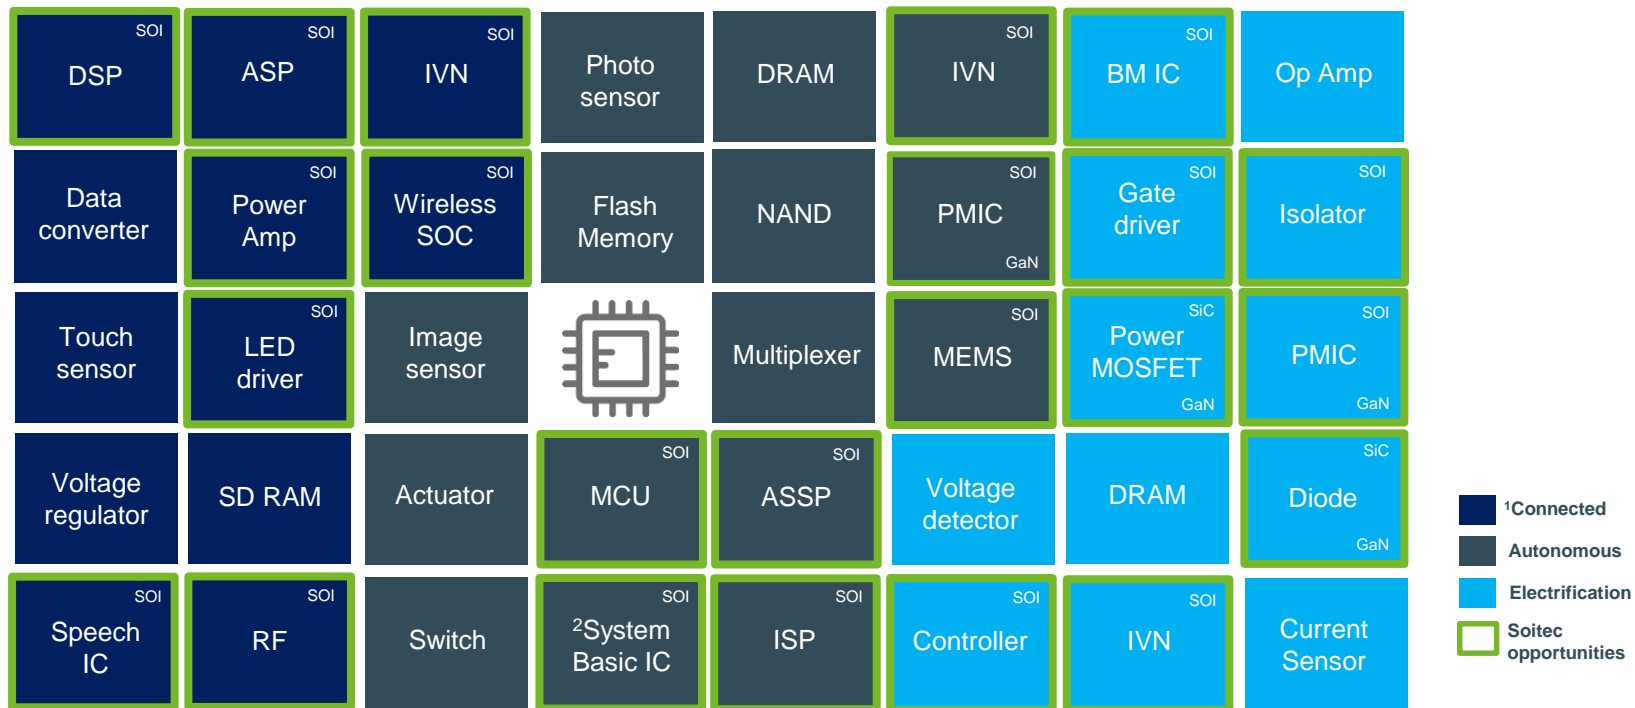 SOI
DSP
SOI
ASP
SOI
IVN
Photo
sensor
DRAM
SOI
IVN
SOI
BM IC
Op Amp
Data
converter
SOI
Power
Amp
SOI
Wireless
SOC
Flash
Memory
NAND
SOI
PMIC
GaN
SOI
Gate
driver
SOI
Isolator
Touch
sensor
SOI
LED
driver
Image
sensor
Multiplexer
SOI
MEMS
SiC
Power
MOSFET
GaN
SOI
PMIC
GaN
Voltage
regulator
SD RAM
Actuator
SOI
MCU
SOI
ASSP
Voltage
detector
DRAM
SiC
Diode
GaN
SOI
Speech
IC
SOI
RF
Switch
SOI
²System
Basic IC
SOI
ISP
SOI
Controller
SOI
IVN
Current
Sensor
¹Connected
Autonomous
Electrification
Soitec
opportunities